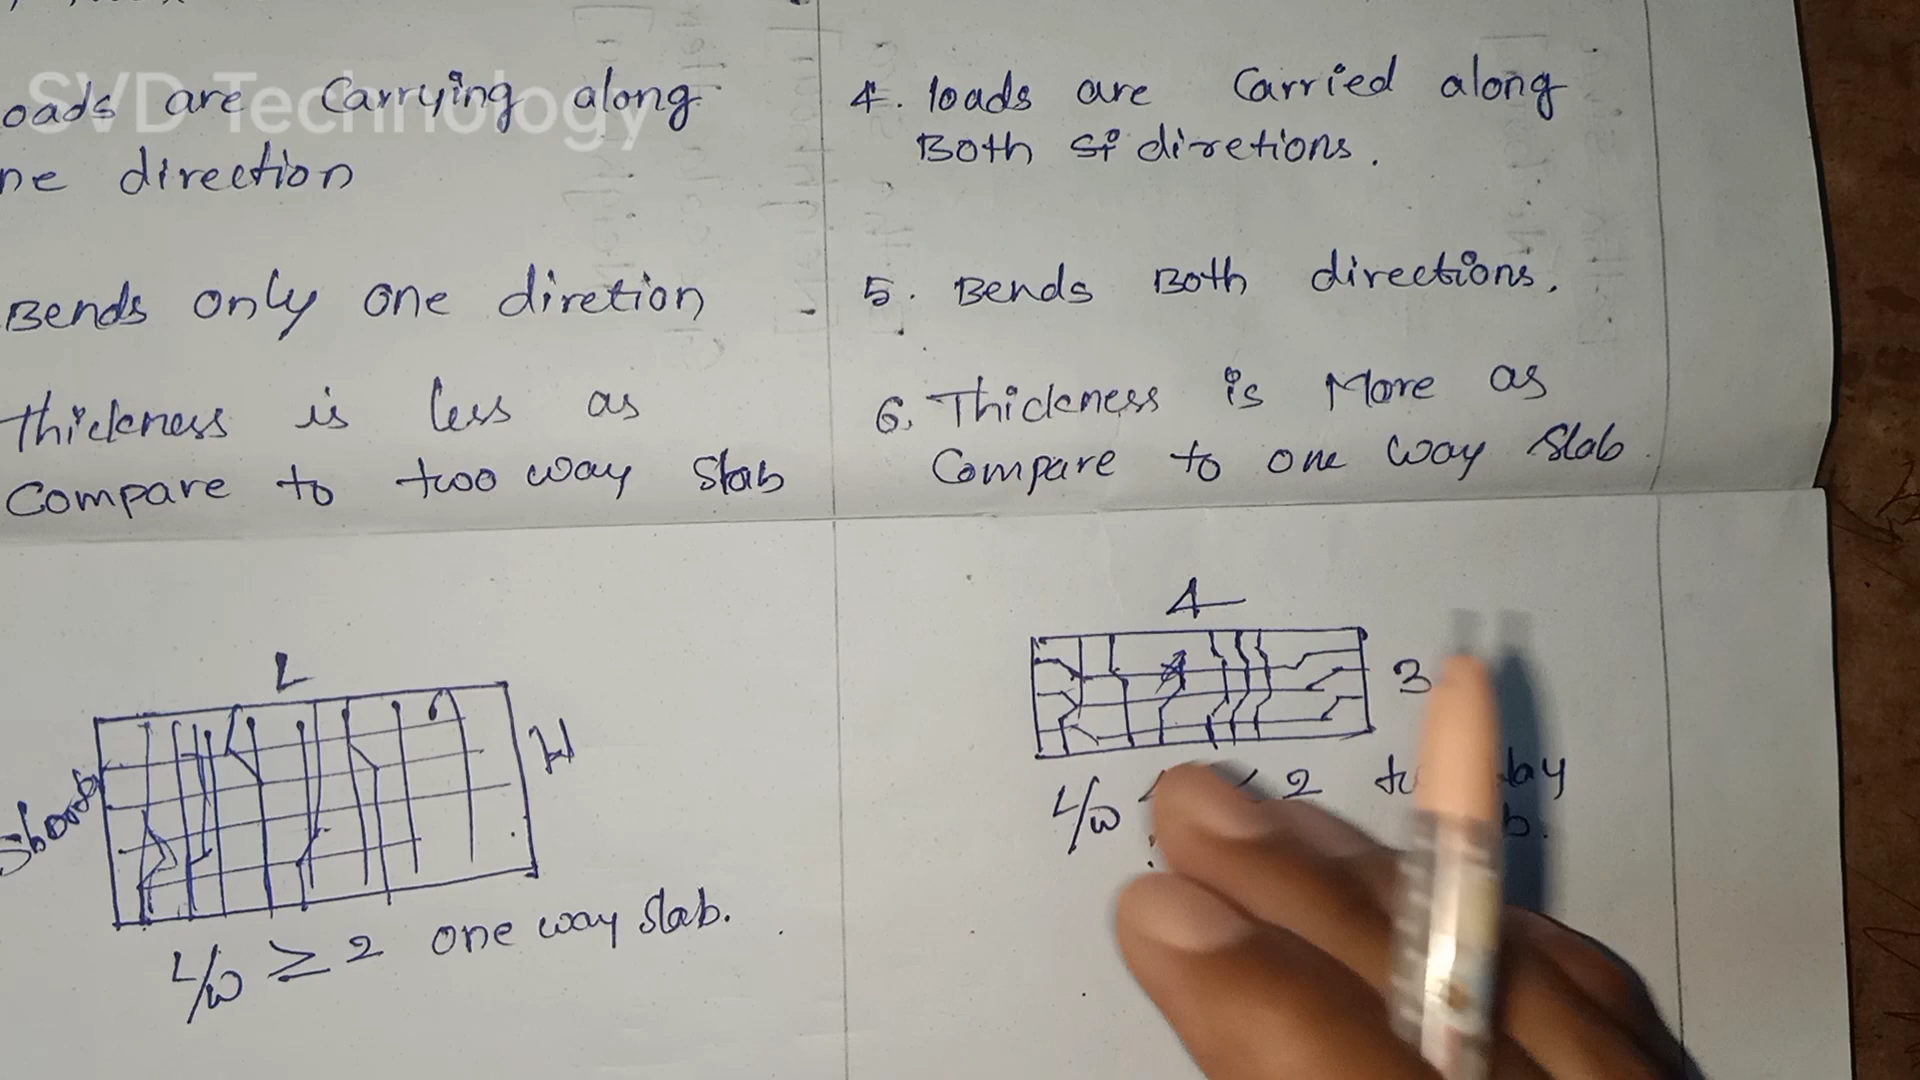 SVD Technology
oads are Carrying along
ne direction
Bends only one diretion
Thickness is less as
Compare to two way slab
L
W
L/W ≥ 2 one way slab.
4. loads are Carried along
Both si diretions.
5. Bends Both directions.
6. Thickness is More as
Compare to one way slab.
4
3
L/W < 2